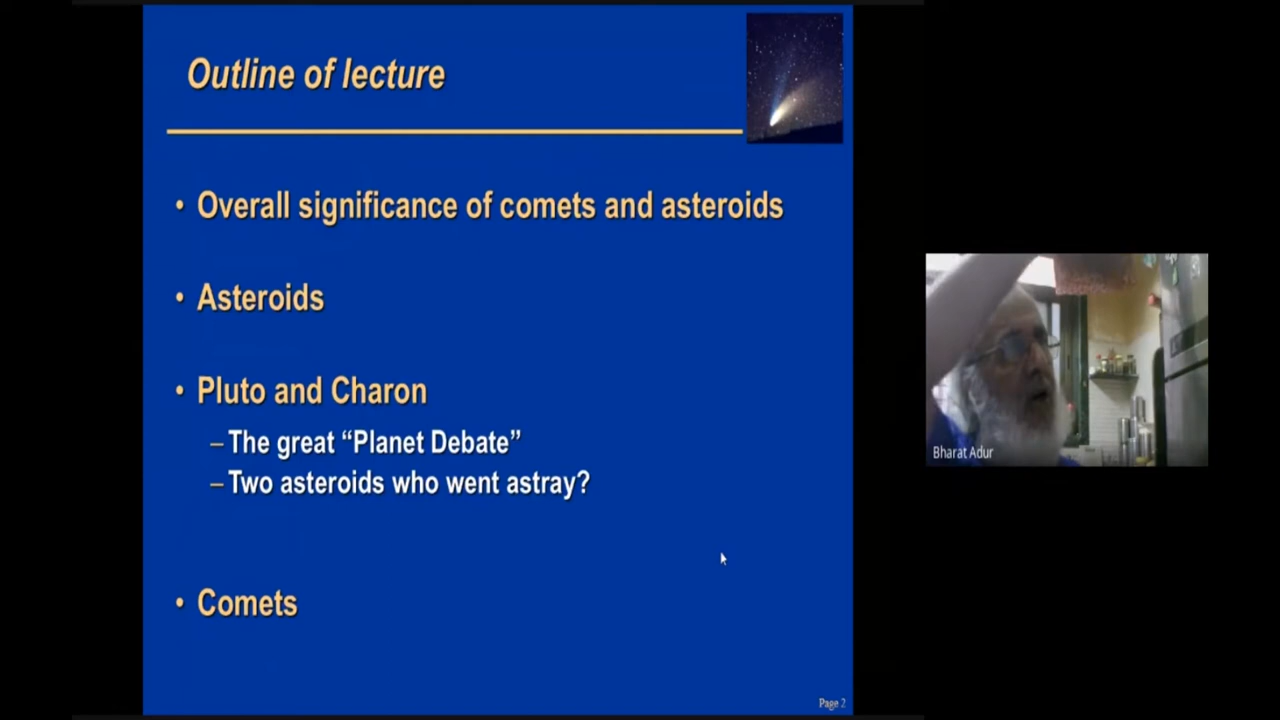 Outline of lecture
• Overall significance of comets and asteroids
• Asteroids
• Pluto and Charon
– The great “Planet Debate”
– Two asteroids who went astray?
• Comets
Page 2
Bharat Adur